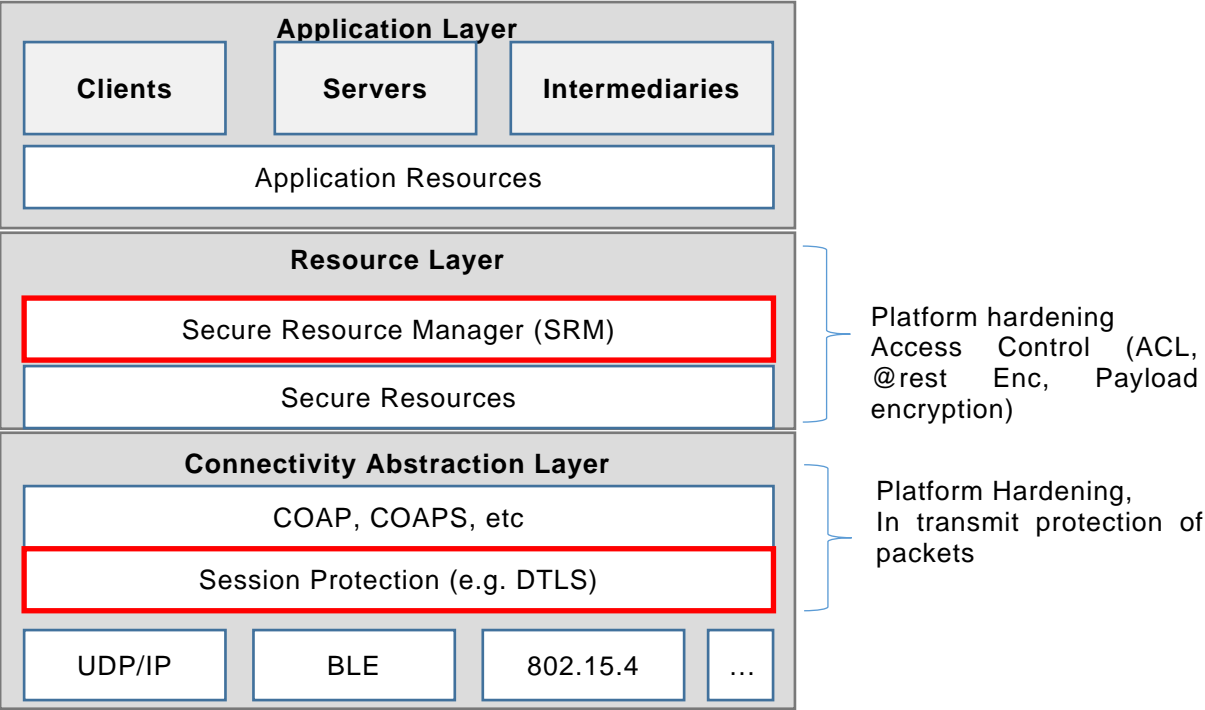 Application Layer
Clients
Servers
Intermediaries
Application Resources
Resource Layer
Secure Resource Manager (SRM)
Secure Resources
Platform hardening
Access Control (ACL,
@rest Enc, Payload
encryption)
Connectivity Abstraction Layer
COAP, COAPS, etc
Session Protection (e.g. DTLS)
Platform Hardening,
In transmit protection of
packets
UDP/IP
BLE
802.15.4
…